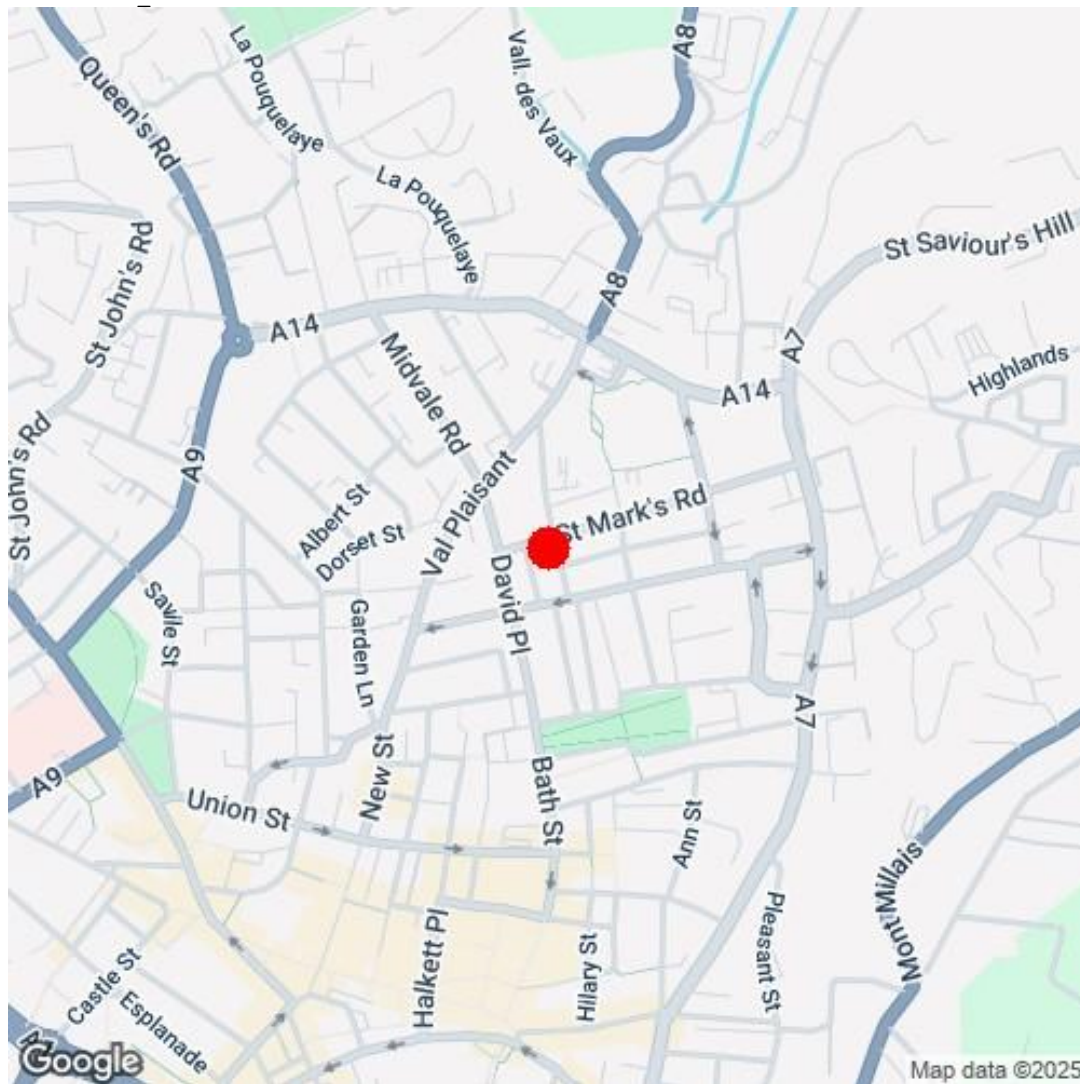 La Pouquelaye
Queen's Rd
Vall. des Vaux
A8
La Pouquelaye
St Saviour's Hill
St John's Rd
A8
A14
A7
Midvale Rd
Highlands
A14
St John's Rd
A9
Val Plaisant
Albert St
St Mark's Rd
Dorset St
David Pl
Garden Ln
A7
New St
A9
Union St
Bath St
Ann St
Mont Millais
Pleasant St
Halkett Pl
Hilary St
Castle St
Esplanade
Google
Map data ©2025